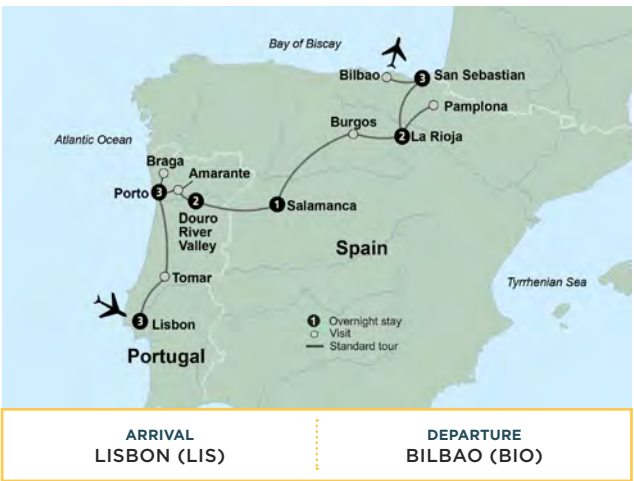 Bay of Biscay
Bilbao
3
San Sebastian
Pamplona
Burgos
2
La Rioja
Atlantic Ocean
Braga
Amarante
Porto
3
2
Douro
River
Valley
1
Salamanca
Spain
Tomar
Tyrrhenian Sea
3
Lisbon
Portugal
1 Overnight stay
Visit
Standard tour
ARRIVAL
LISBON (LIS)
DEPARTURE
BILBAO (BIO)